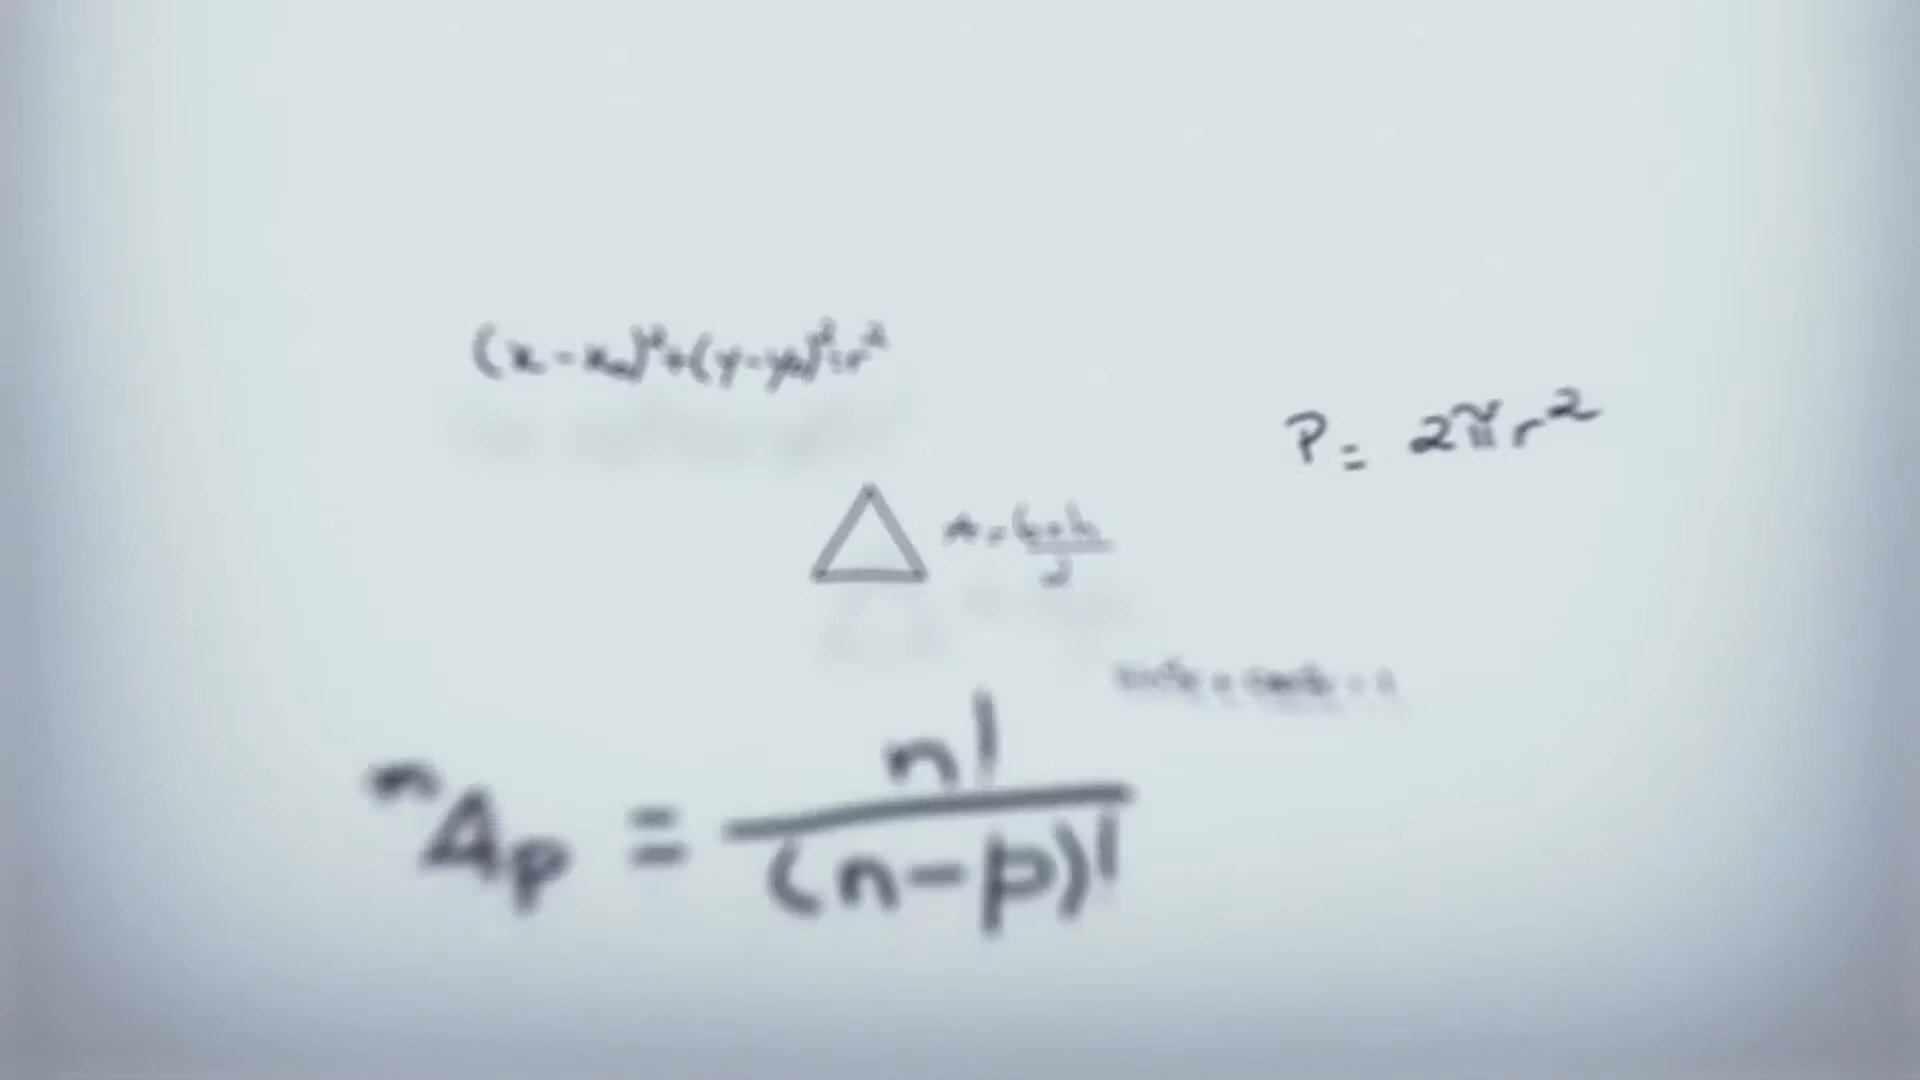 (x-x₀)²+(y-y₀)²=r²
P = 2πr²
A = b+h/2
ⁿAp = n!/(n-p)!